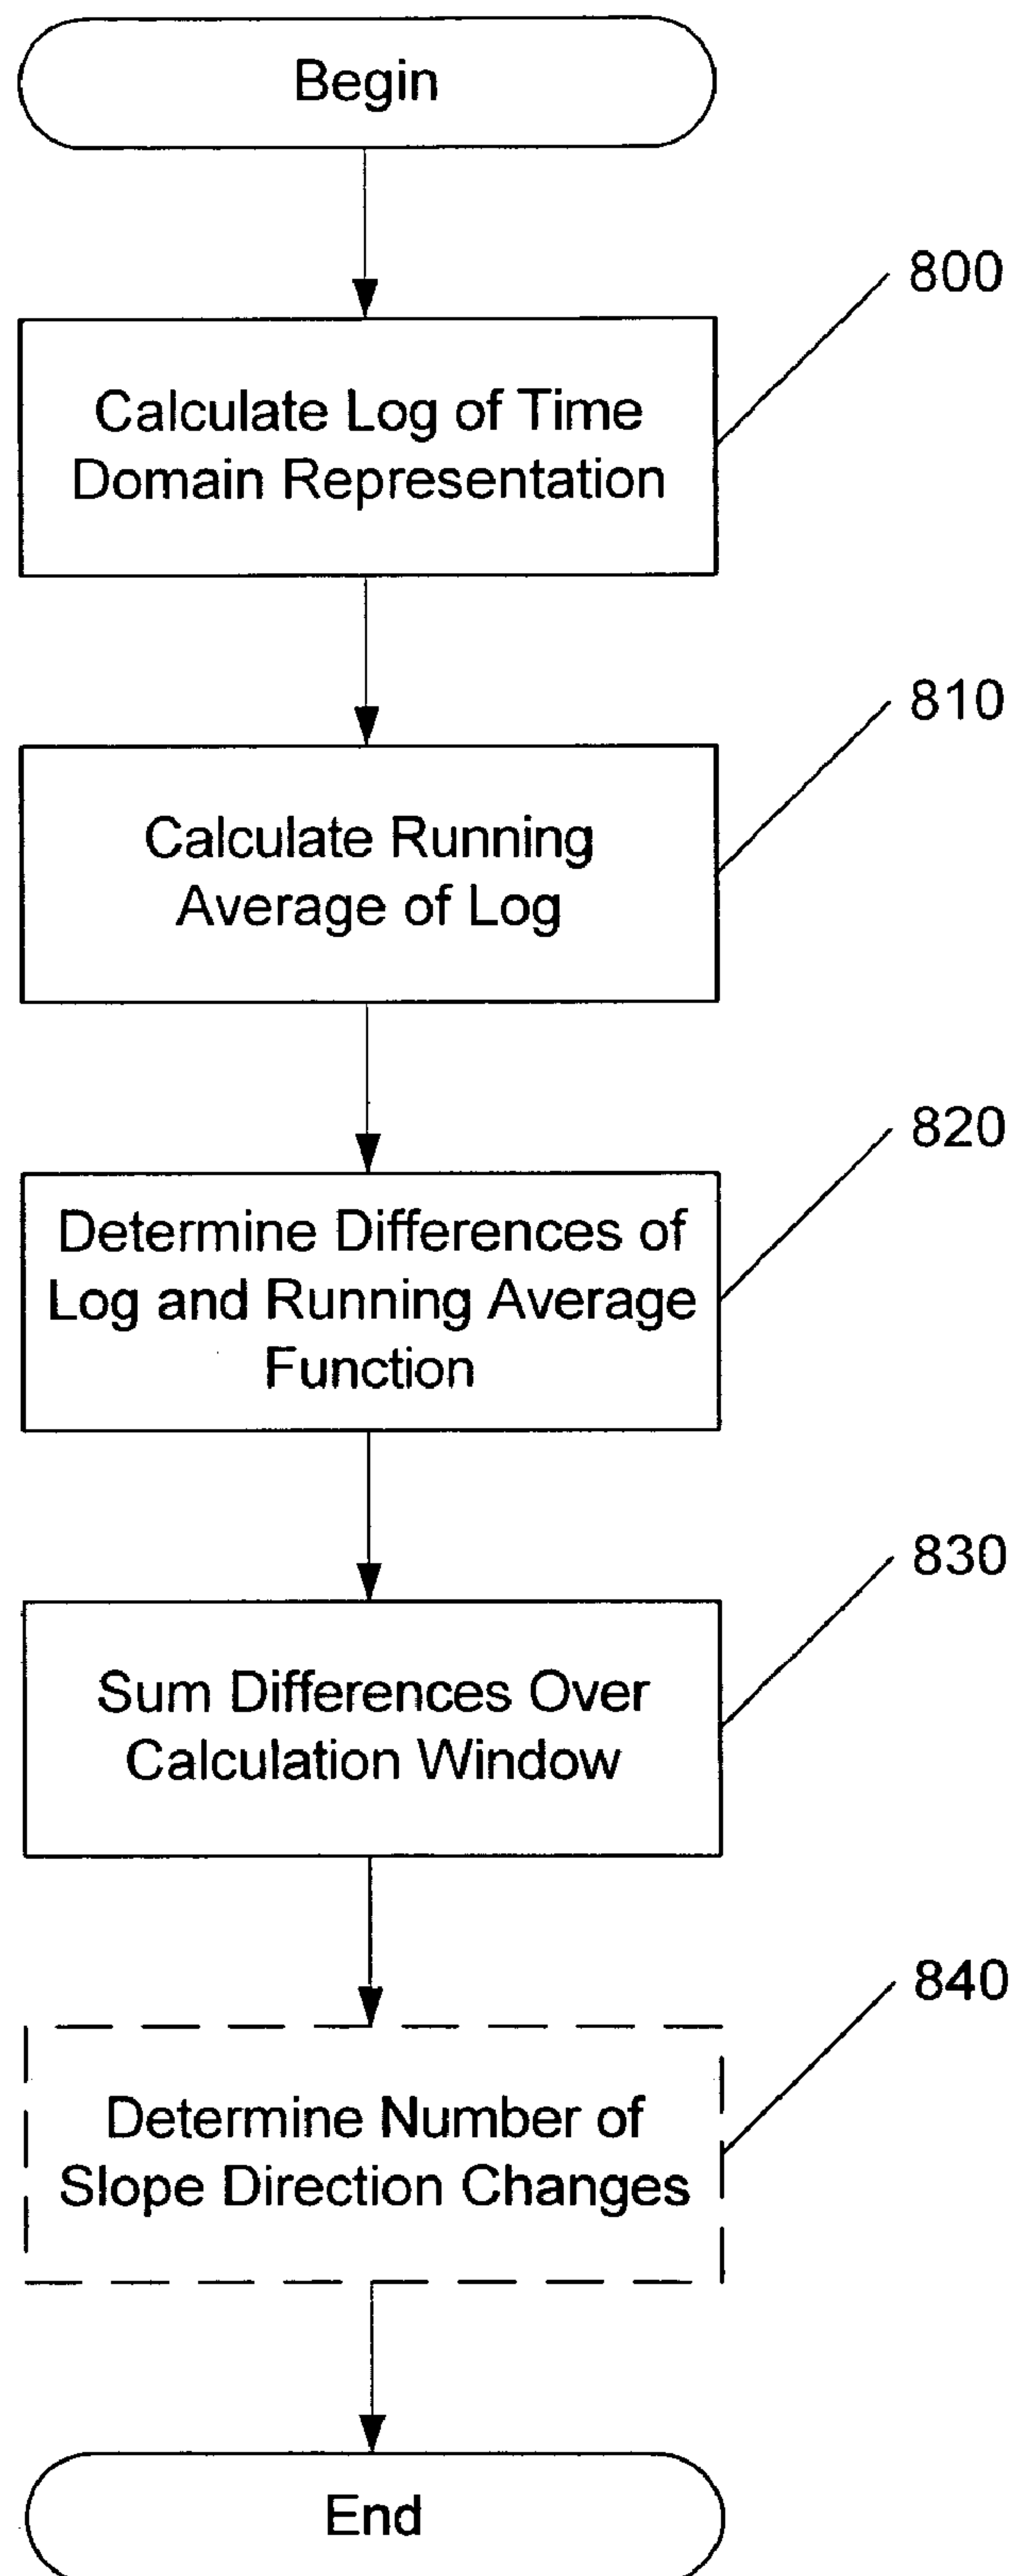 Begin
800
Calculate Log of Time
Domain Representation
810
Calculate Running
Average of Log
820
Determine Differences of
Log and Running Average
Function
830
Sum Differences Over
Calculation Window
840
Determine Number of
Slope Direction Changes
End